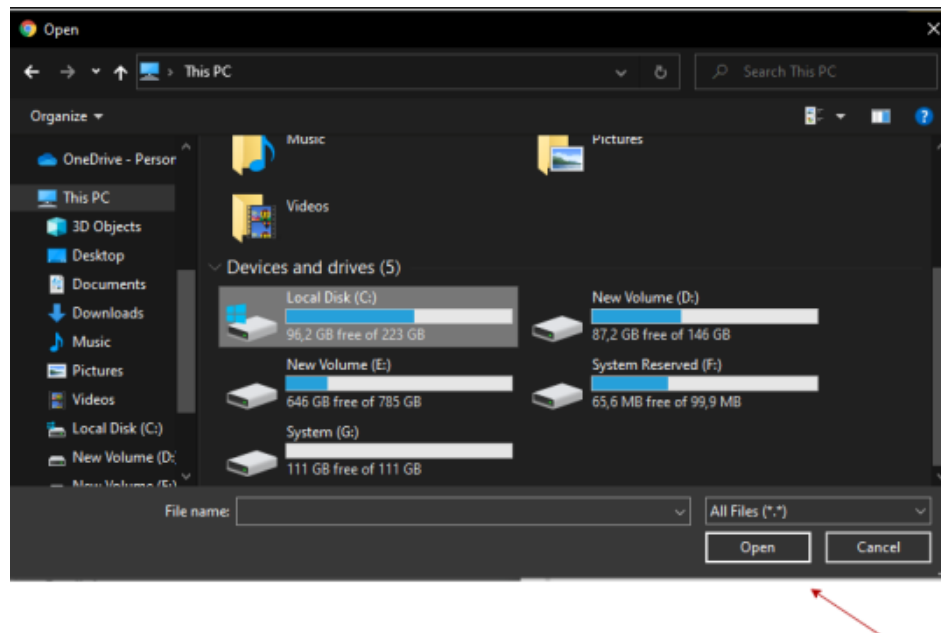 Open
This PC
Search This PC
Organize
OneDrive - Person
Music
Pictures
This PC
Videos
3D Objects
Desktop
Devices and drives (5)
Documents
Local Disk (C:)
New Volume (D:)
Downloads
96,2 GB free of 223 GB
87,2 GB free of 146 GB
Music
New Volume (E:)
System Reserved (F:)
Pictures
Videos
646 GB free of 785 GB
65,6 MB free of 99,9 MB
Local Disk (C:)
System (G:)
New Volume (D:
111 GB free of 111 GB
New Volume (E:)
File name:
All Files (*.*)
Open
Cancel